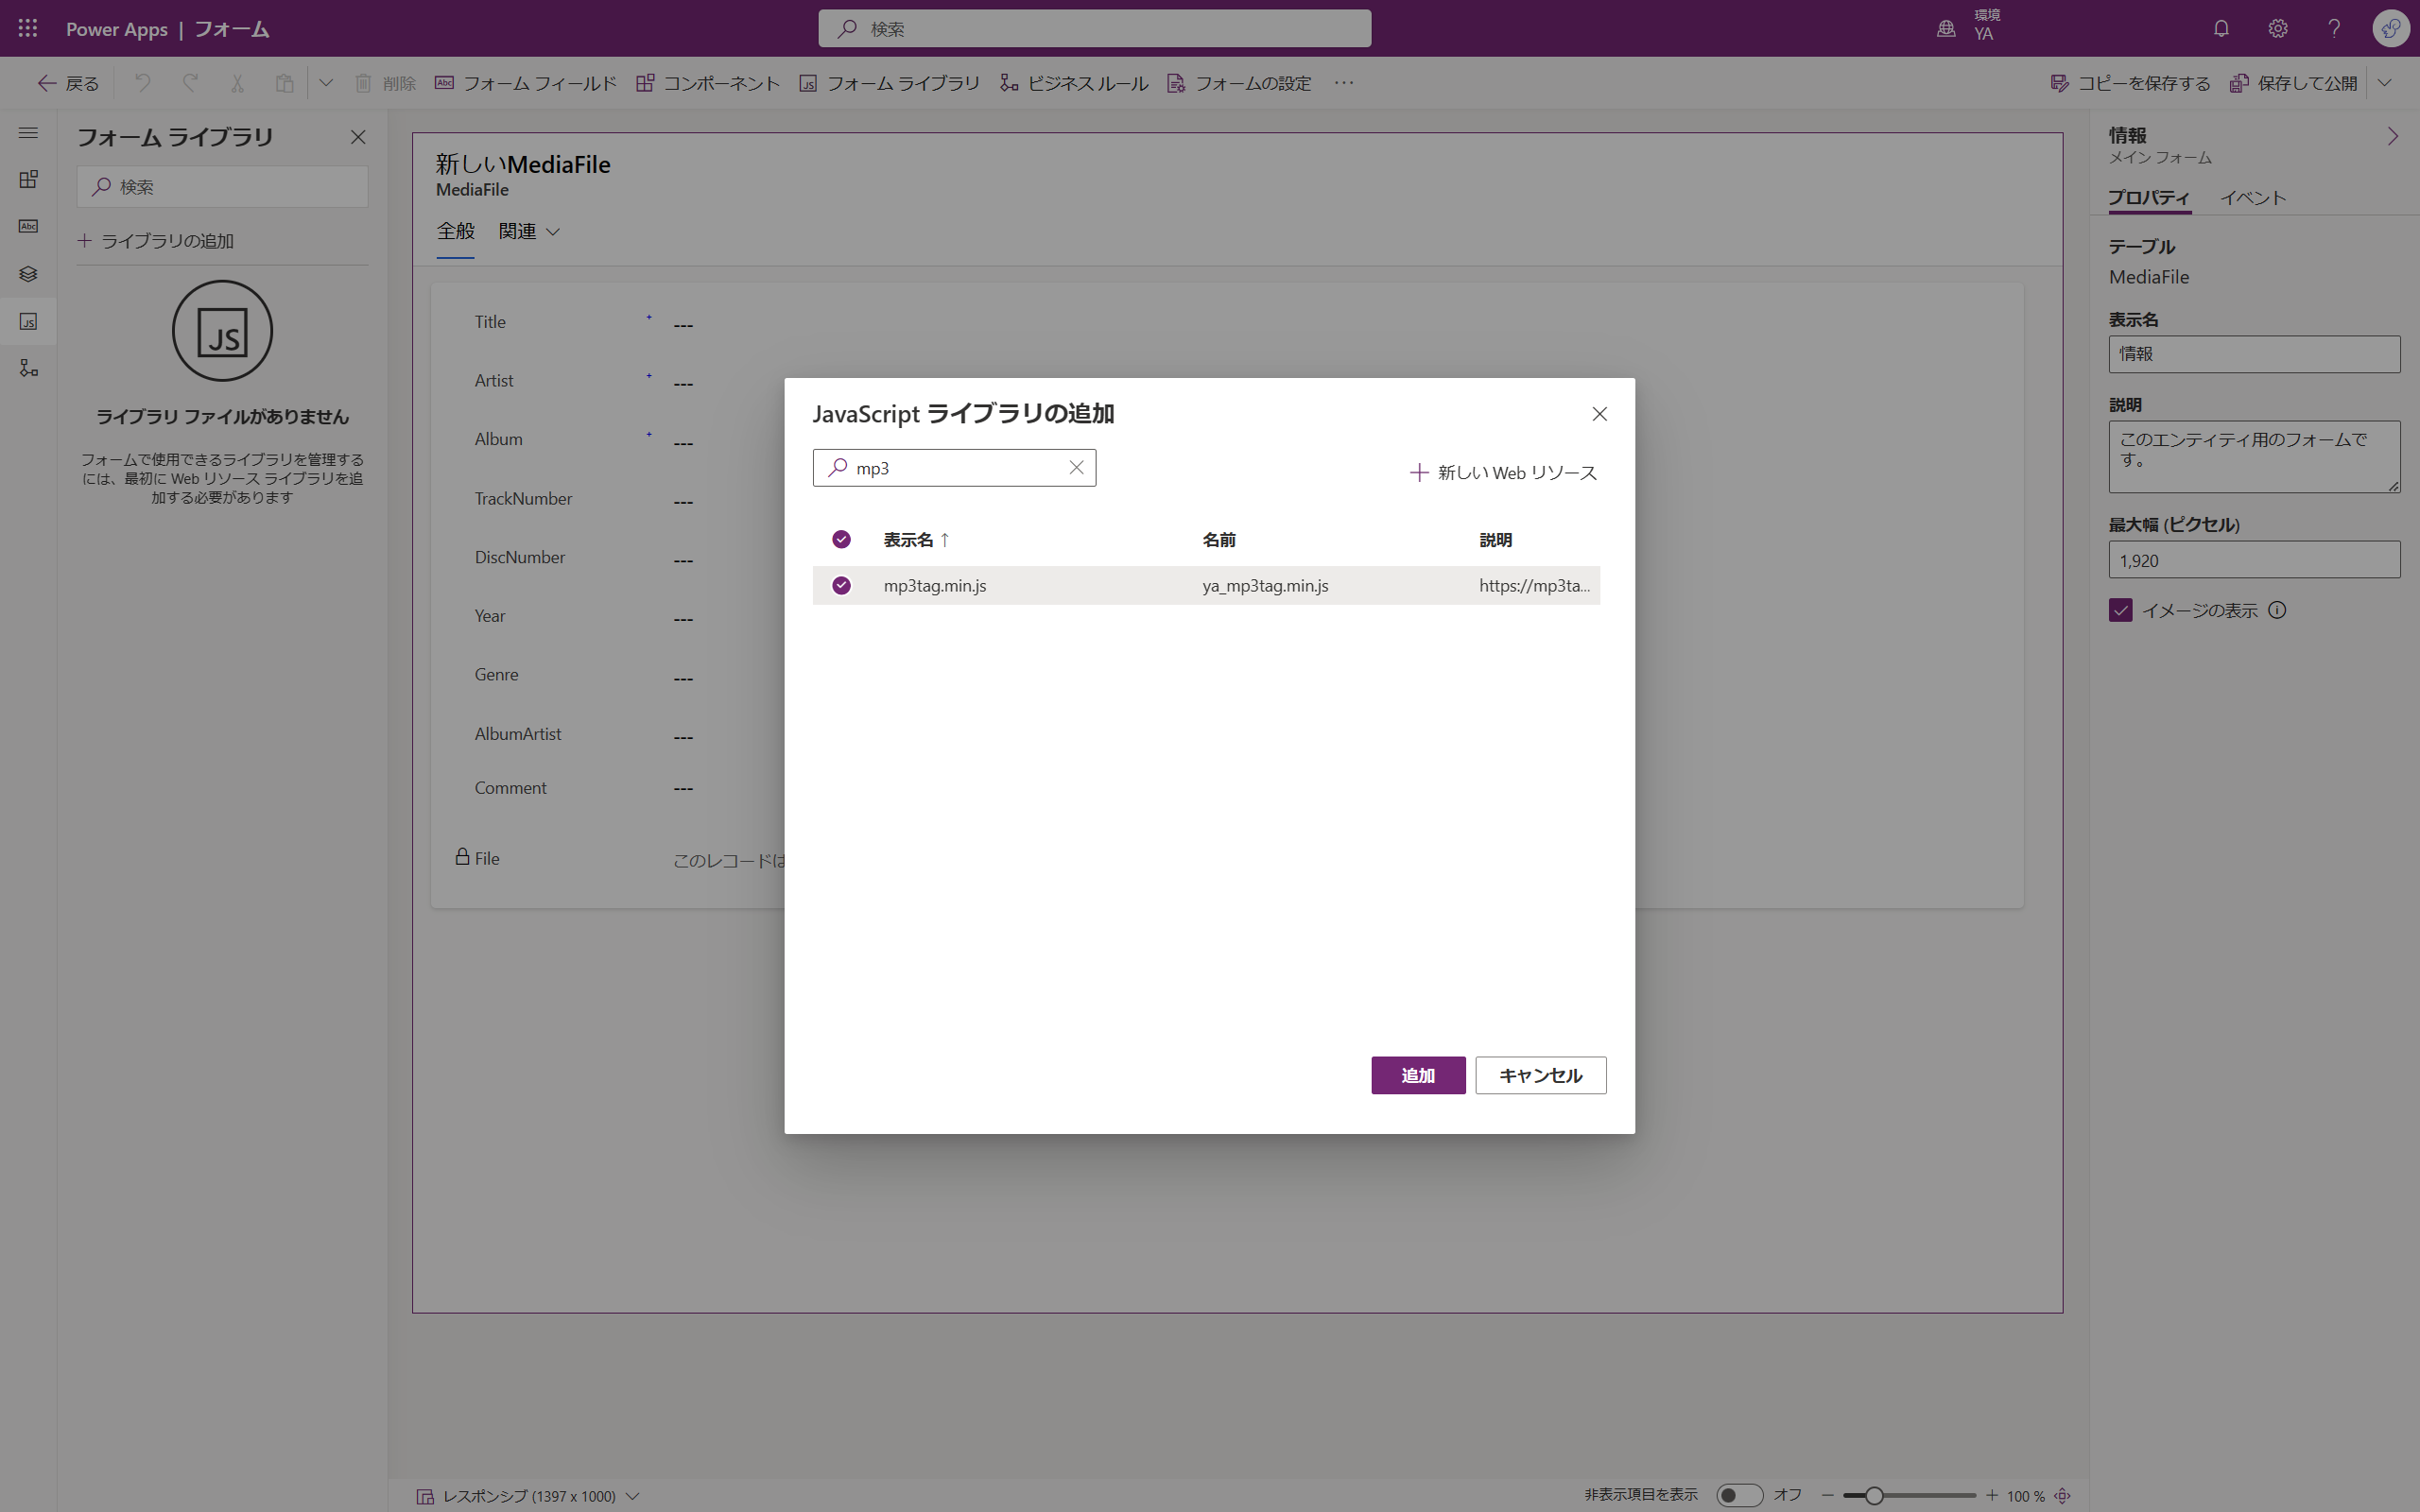 Power Apps | フォーム
検索
環境
YA
戻る
削除
Abc フォーム フィールド
コンポーネント
JS フォーム ライブラリ
ビジネス ルール
フォームの設定
コピーを保存する
保存して公開
フォーム ライブラリ
検索
Abc
ライブラリの追加
JS
JS
ライブラリ ファイルがありません
フォームで使用できるライブラリを管理する
には、最初に Web リソース ライブラリを追
加する必要があります
新しいMediaFile
MediaFile
全般 関連
Title ---
Artist ---
Album ---
TrackNumber ---
DiscNumber ---
Year ---
Genre ---
AlbumArtist ---
Comment ---
File このレコードは
JavaScript ライブラリの追加
mp3
新しい Web リソース
表示名 ↑ 名前 説明
mp3tag.min.js ya_mp3tag.min.js https://mp3ta...
追加 キャンセル
情報
メイン フォーム
プロパティ イベント
テーブル
MediaFile
表示名
情報
説明
このエンティティ用のフォームで
す。
最大幅 (ピクセル)
1,920
イメージの表示
レスポンシブ (1397 x 1000)
非表示項目を表示 オフ 100 %